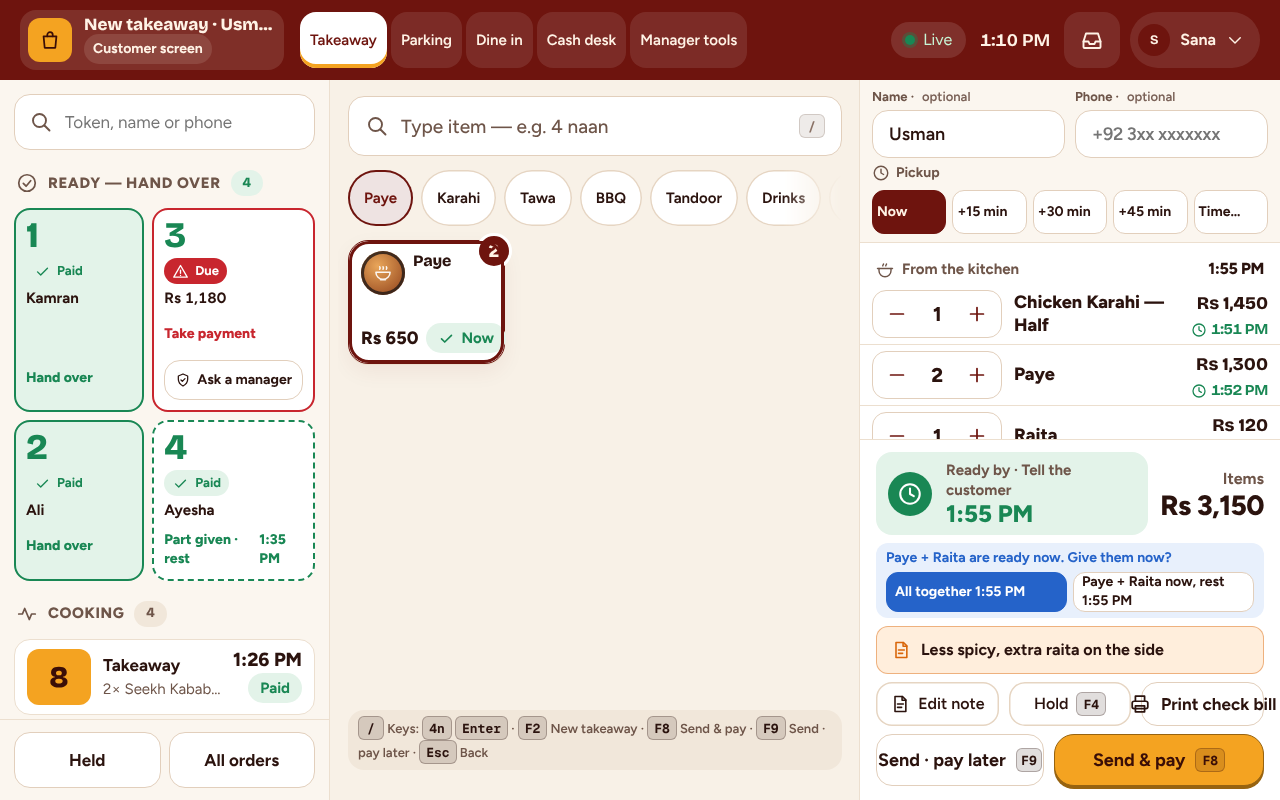 New takeaway · Usm...
Customer screen
Takeaway
Parking
Dine in
Cash desk
Manager tools
Live
1:10 PM
S
Sana
Token, name or phone
READY — HAND OVER 4
1
Paid
Kamran
Hand over
3
Due
Rs 1,180
Take payment
Ask a manager
2
Paid
Ali
Hand over
4
Paid
Ayesha
Part given · rest
1:35 PM
COOKING 4
8
Takeaway
1:26 PM
2× Seekh Kabab...
Paid
Held
All orders
Type item — e.g. 4 naan
/
Paye
Karahi
Tawa
BBQ
Tandoor
Drinks
Paye
2
Rs 650
Now
/ Keys: 4n Enter · F2 New takeaway · F8 Send & pay · F9 Send ·
pay later · Esc Back
Name · optional
Phone · optional
Usman
+92 3xx xxxxxxx
Pickup
Now
+15 min
+30 min
+45 min
Time...
From the kitchen
1:55 PM
− 1 +
Chicken Karahi —
Half
Rs 1,450
1:51 PM
− 2 +
Paye
Rs 1,300
1:52 PM
− 1 +
Raita
Rs 120
Ready by · Tell the
customer
1:55 PM
Items
Rs 3,150
Paye + Raita are ready now. Give them now?
All together 1:55 PM
Paye + Raita now, rest
1:55 PM
Less spicy, extra raita on the side
Edit note
Hold F4
Print check bill
Send · pay later F9
Send & pay F8